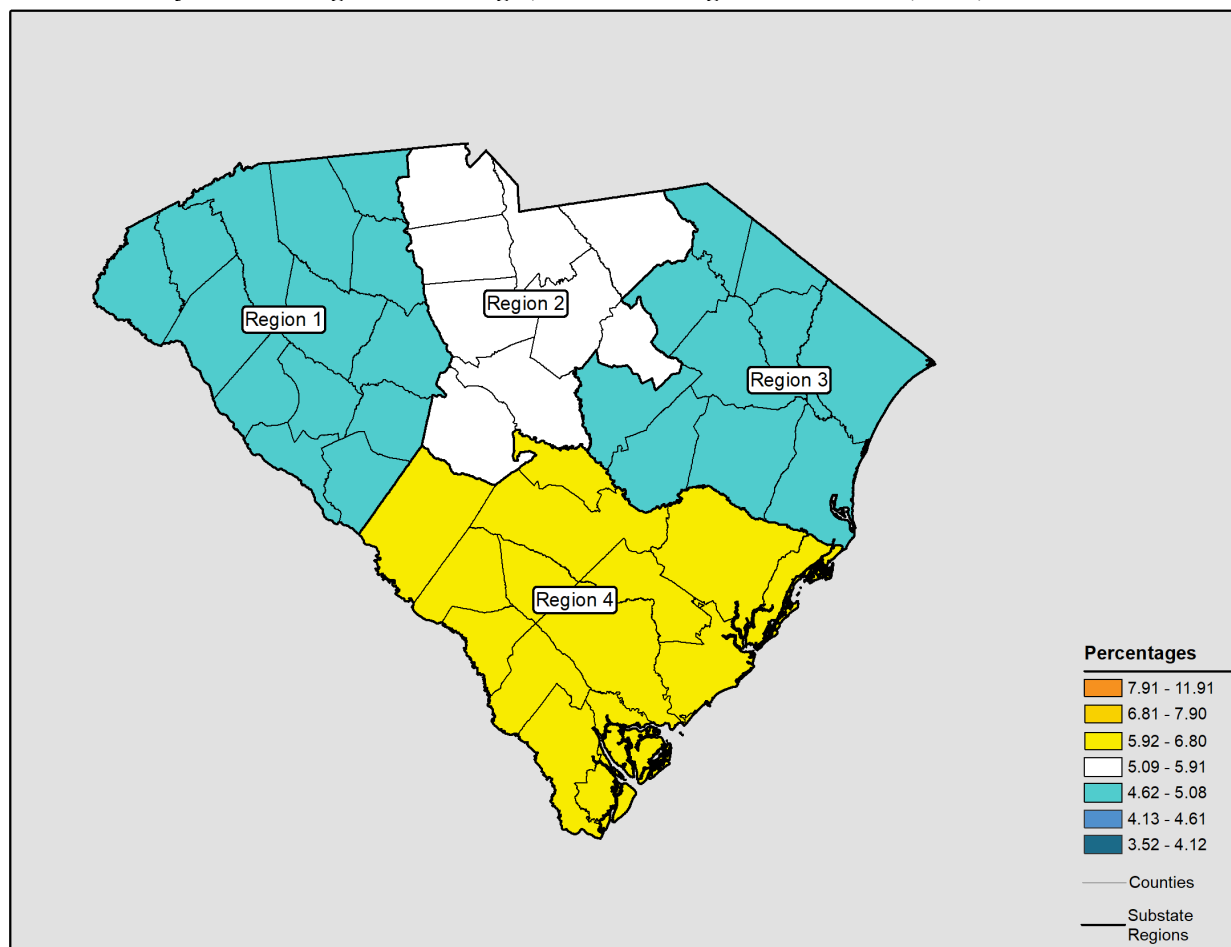 Region 1
Region 2
Region 3
Region 4
Percentages
7.91 - 11.91
6.81 - 7.90
5.92 - 6.80
5.09 - 5.91
4.62 - 5.08
4.13 - 4.61
3.52 - 4.12
Counties
Substate
Regions